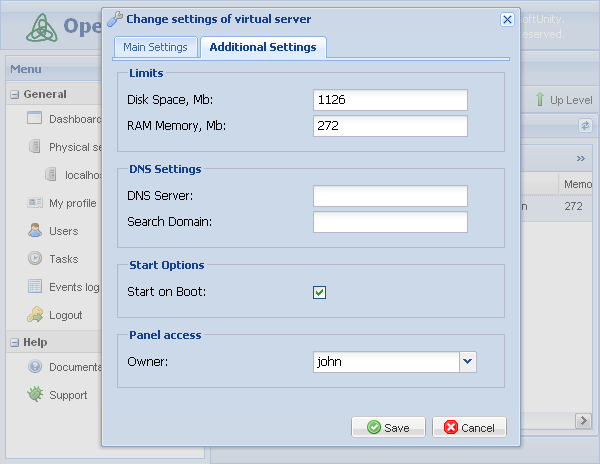 Ope
Change settings of virtual server
oftUnity.
eserved.
Main Settings
Additional Settings
Menu
General
Dashboard
Physical se
localho
My profile
Users
Tasks
Events log
Logout
Help
Documenta
Support
Up Level
»
Memo
n
272
Limits
Disk Space, Mb: 1126
RAM Memory, Mb: 272
DNS Settings
DNS Server:
Search Domain:
Start Options
Start on Boot:
Panel access
Owner: john
Save
Cancel